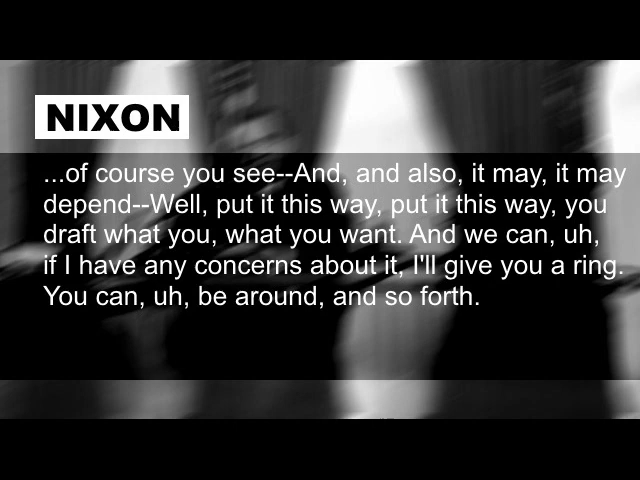 NIXON
...of course you see--And, and also, it may, it may
depend--Well, put it this way, put it this way, you
draft what you, what you want. And we can, uh,
if I have any concerns about it, I'll give you a ring.
You can, uh, be around, and so forth.